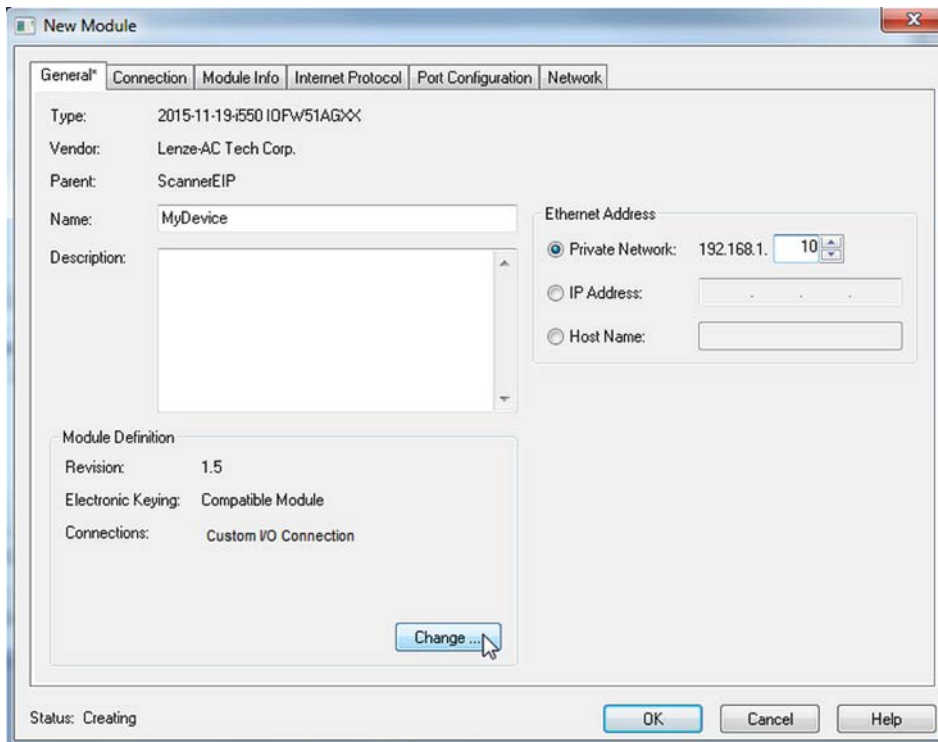 New Module
General* Connection Module Info Internet Protocol Port Configuration Network
Type: 2015-11-19-i550 IOFW51AGXX
Vendor: Lenze-AC Tech Corp.
Parent: ScannerEIP
Name: MyDevice
Description:
Ethernet Address
Private Network: 192.168.1. 10
IP Address: . . .
Host Name:
Module Definition
Revision: 1.5
Electronic Keying: Compatible Module
Connections: Custom I/O Connection
Change ...
Status: Creating
OK Cancel Help